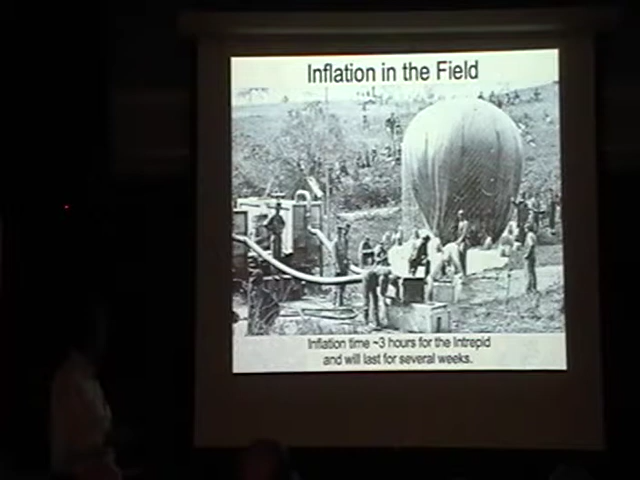 Inflation in the Field
Inflation time ~3 hours for the Intrepid
and will last for several weeks.